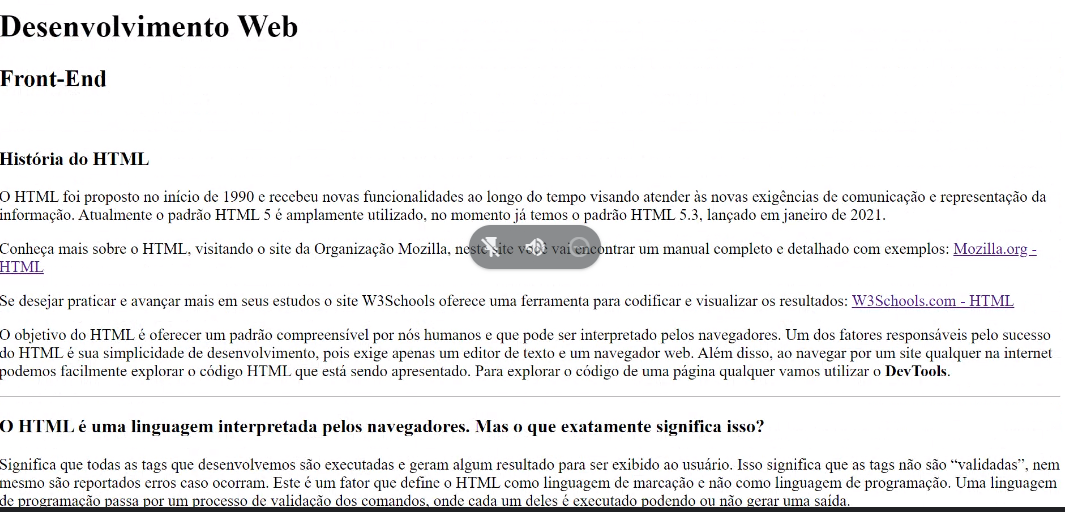 Desenvolvimento Web
Front-End
História do HTML
O HTML foi proposto no início de 1990 e recebeu novas funcionalidades ao longo do tempo visando atender às novas exigências de comunicação e representação da
informação. Atualmente o padrão HTML 5 é amplamente utilizado, no momento já temos o padrão HTML 5.3, lançado em janeiro de 2021.
Conheça mais sobre o HTML, visitando o site da Organização Mozilla, neste site você vai encontrar um manual completo e detalhado com exemplos: Mozilla.org -
HTML
Se desejar praticar e avançar mais em seus estudos o site W3Schools oferece uma ferramenta para codificar e visualizar os resultados: W3Schools.com - HTML
O objetivo do HTML é oferecer um padrão compreensível por nós humanos e que pode ser interpretado pelos navegadores. Um dos fatores responsáveis pelo sucesso
do HTML é sua simplicidade de desenvolvimento, pois exige apenas um editor de texto e um navegador web. Além disso, ao navegar por um site qualquer na internet
podemos facilmente explorar o código HTML que está sendo apresentado. Para explorar o código de uma página qualquer vamos utilizar o DevTools.
O HTML é uma linguagem interpretada pelos navegadores. Mas o que exatamente significa isso?
Significa que todas as tags que desenvolvemos são executadas e geram algum resultado para ser exibido ao usuário. Isso significa que as tags não são “validadas”, nem
mesmo são reportados erros caso ocorram. Este é um fator que define o HTML como linguagem de marcação e não como linguagem de programação. Uma linguagem
de programação passa por um processo de validação dos comandos, onde cada um deles é executado podendo ou não gerar uma saída.